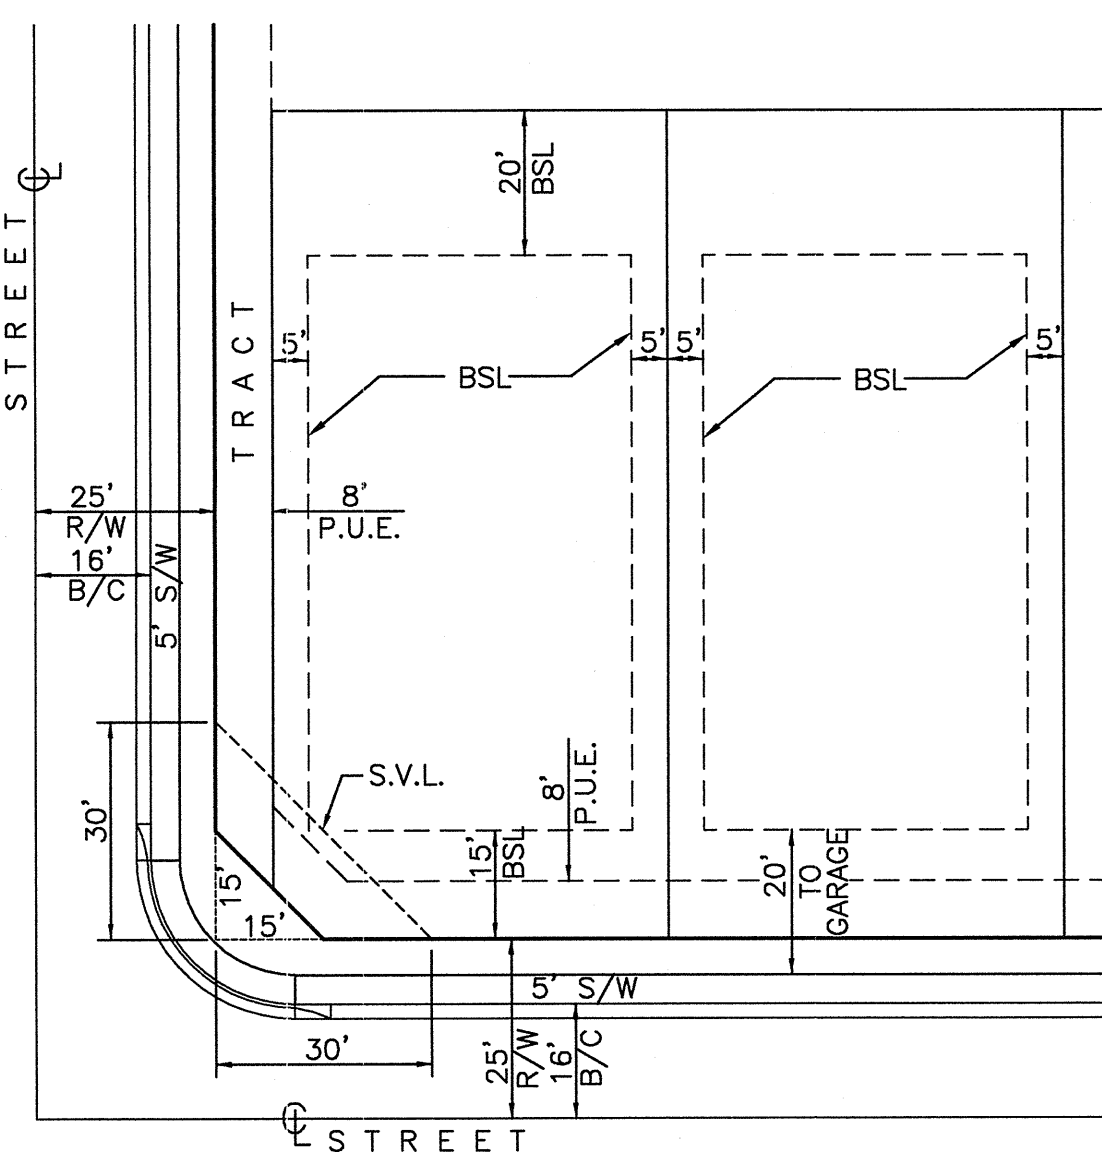 20'
BSL
℄
STREET
TRACT
5'
5'
5'
5'
BSL
BSL
25'
R/W
8'
P.U.E.
16'
B/C
5' S/W
S.V.L.
8'
P.U.E.
30'
15'
BSL
20'
TO
GARAGE
15'
15'
5' S/W
30'
25'
R/W
16'
B/C
℄
STREET